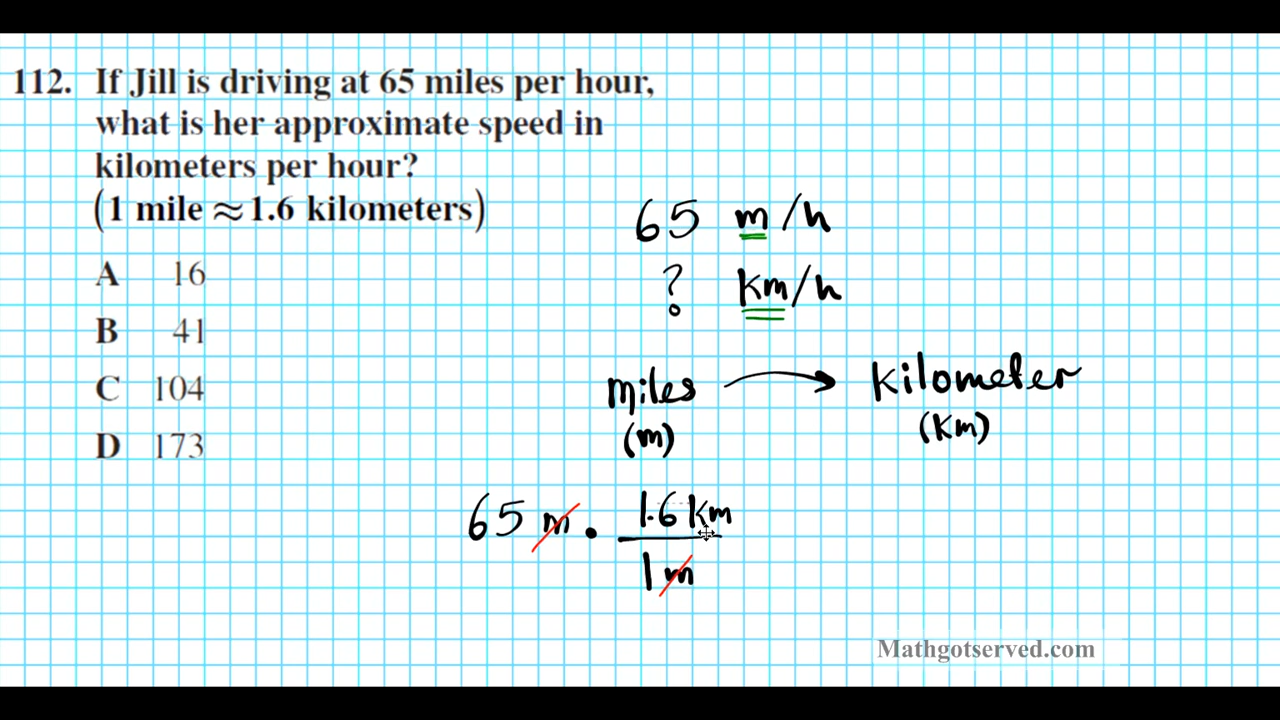 112. If Jill is driving at 65 miles per hour,
what is her approximate speed in
kilometers per hour?
(1 mile ≈ 1.6 kilometers)
A 16
B 41
C 104
D 173
65 m/h
? km/h
miles → kilometer
(m) (km)
65 m · 1.6 km
1 m
Mathgotserved.com